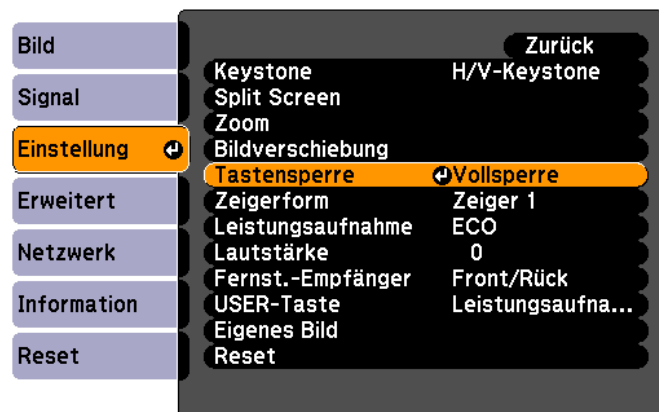 Bild
Signal
Einstellung
Erweitert
Netzwerk
Information
Reset
Zurück
Keystone H/V-Keystone
Split Screen
Zoom
Bildverschiebung
Tastensperre Vollsperre
Zeigerform Zeiger 1
Leistungsaufnahme ECO
Lautstärke 0
Fernst.-Empfänger Front/Rück
USER-Taste Leistungsaufna...
Eigenes Bild
Reset